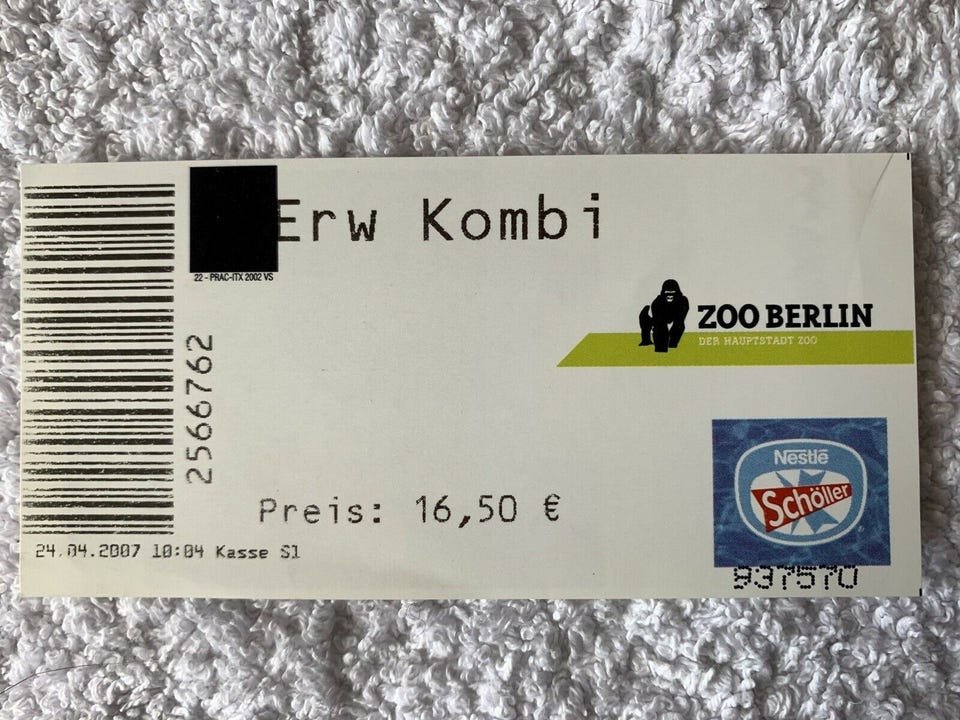 Erw Kombi
22 - PRAC-ITX 2002 VS
ZOO BERLIN
DER HAUPTSTADT ZOO
2566762
Nestlé
Schöller
Preis: 16,50 €
24.04.2007 10:04 Kasse S1
937570